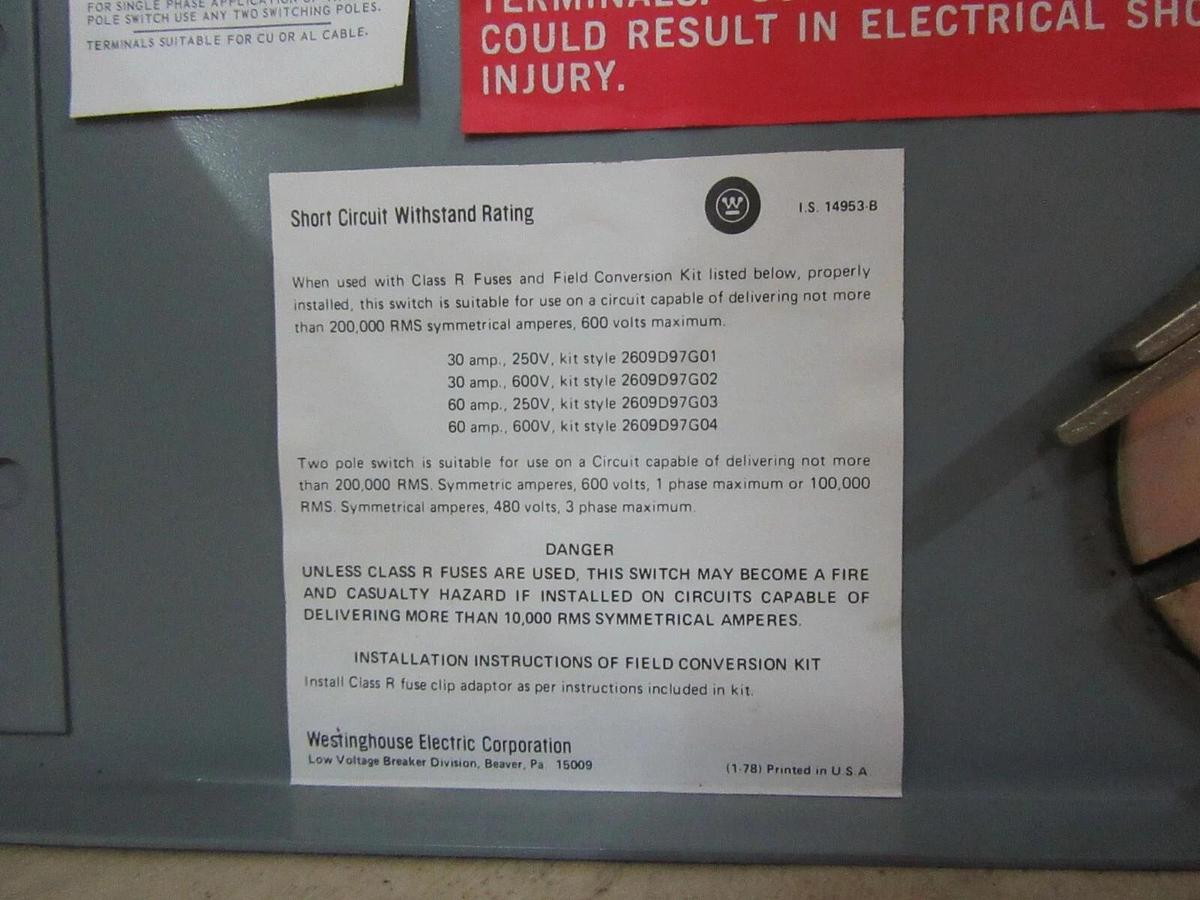 FOR SINGLE PHASE APPLICATION OF
POLE SWITCH USE ANY TWO SWITCHING POLES.
TERMINALS SUITABLE FOR CU OR AL CABLE.
TERMINALS.
COULD RESULT IN ELECTRICAL
INJURY.
Short Circuit Withstand Rating
W
I.S. 14953-B
When used with Class R Fuses and Field Conversion Kit listed below, properly
installed, this switch is suitable for use on a circuit capable of delivering not more
than 200,000 RMS symmetrical amperes, 600 volts maximum.
30 amp., 250V, kit style 2609D97G01
30 amp., 600V, kit style 2609D97G02
60 amp., 250V, kit style 2609D97G03
60 amp., 600V, kit style 2609D97G04
Two pole switch is suitable for use on a Circuit capable of delivering not more
than 200,000 RMS. Symmetric amperes, 600 volts, 1 phase maximum or 100,000
RMS. Symmetrical amperes, 480 volts, 3 phase maximum.
DANGER
UNLESS CLASS R FUSES ARE USED, THIS SWITCH MAY BECOME A FIRE
AND CASUALTY HAZARD IF INSTALLED ON CIRCUITS CAPABLE OF
DELIVERING MORE THAN 10,000 RMS SYMMETRICAL AMPERES.
INSTALLATION INSTRUCTIONS OF FIELD CONVERSION KIT
Install Class R fuse clip adaptor as per instructions included in kit.
Westinghouse Electric Corporation
Low Voltage Breaker Division, Beaver, Pa. 15009
(1-78) Printed in U.S.A